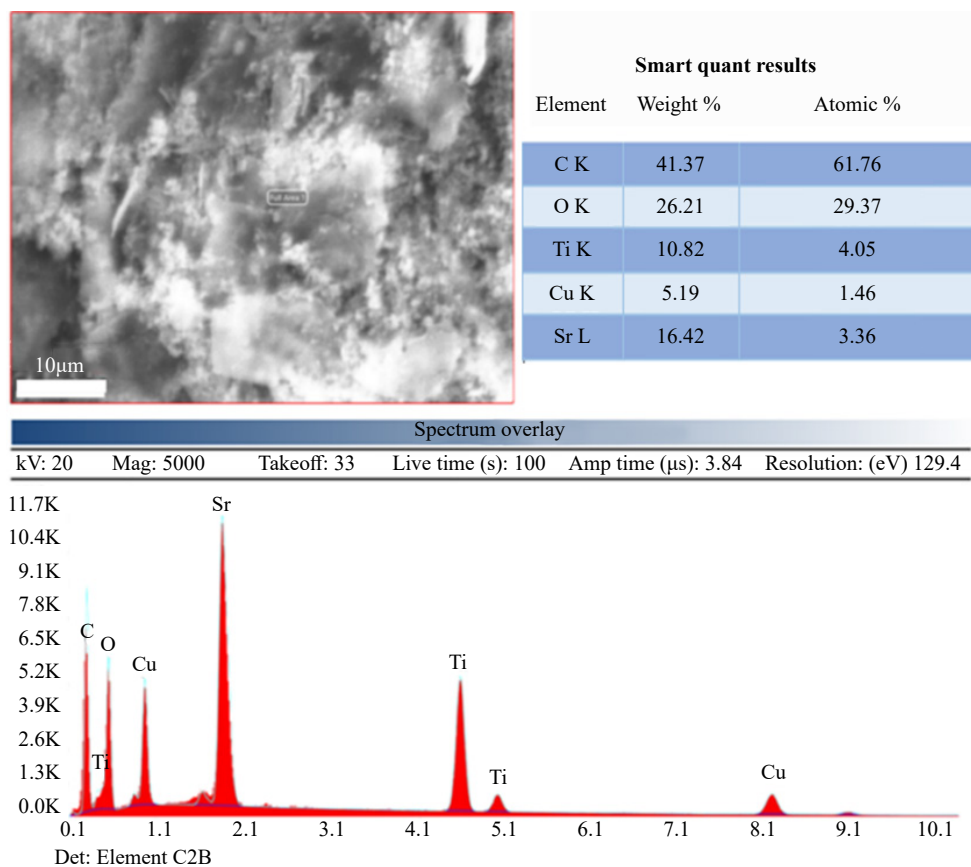 Smart quant results
Element Weight % Atomic %
C K 41.37 61.76
O K 26.21 29.37
Ti K 10.82 4.05
Cu K 5.19 1.46
Sr L 16.42 3.36
10μm
Spectrum overlay
kV: 20 Mag: 5000 Takeoff: 33 Live time (s): 100 Amp time (μs): 3.84 Resolution: (eV) 129.4
11.7K
10.4K
9.1K
7.8K
6.5K
5.2K
3.9K
2.6K
1.3K
0.0K
Sr
C
O
Cu
Ti
Ti
Ti
Cu
0.1 1.1 2.1 3.1 4.1 5.1 6.1 7.1 8.1 9.1 10.1
Det: Element C2B